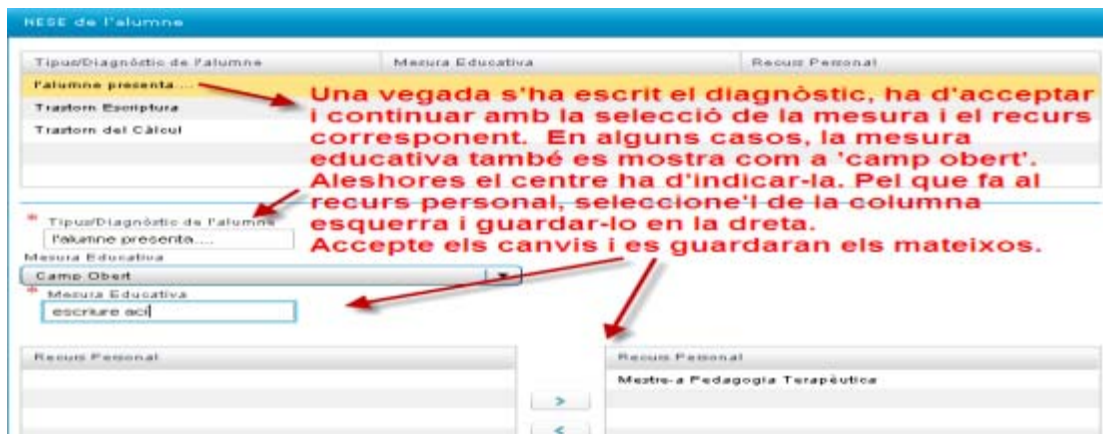 NESE de l'alumne
Tipus/Diagnòstic de l'alumne Mesura Educativa Recurs Personal
l'alumne presenta....
Trastorn Escriptura
Trastorn del Càlcul
Una vegada s'ha escrit el diagnòstic, ha d'acceptar
i continuar amb la selecció de la mesura i el recurs
corresponent. En alguns casos, la mesura
educativa també es mostra com a 'camp obert'.
Aleshores el centre ha d'indicar-la. Pel que fa al
recurs personal, seleccione'l de la columna
esquerra i guardar-lo en la dreta.
Accepte els canvis i es guardaran els mateixos.
* Tipus/Diagnòstic de l'alumne
l'alumne presenta....
Mesura Educativa
Camp Obert
* Mesura Educativa
escriure ací
Recurs Personal
Recurs Personal
Mestre-a Pedagogia Terapèutica
>
<